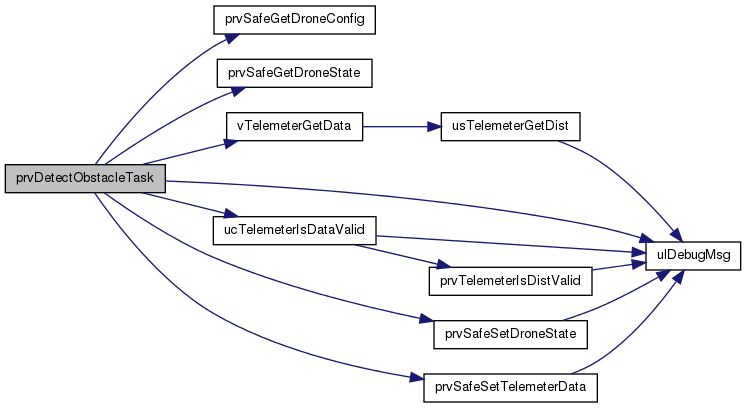 prvSafeGetDroneConfig
prvSafeGetDroneState
vTelemeterGetData
usTelemeterGetDist
prvDetectObstacleTask
ucTelemeterIsDataValid
ulDebugMsg
prvTelemeterIsDistValid
prvSafeSetDroneState
prvSafeSetTelemeterData